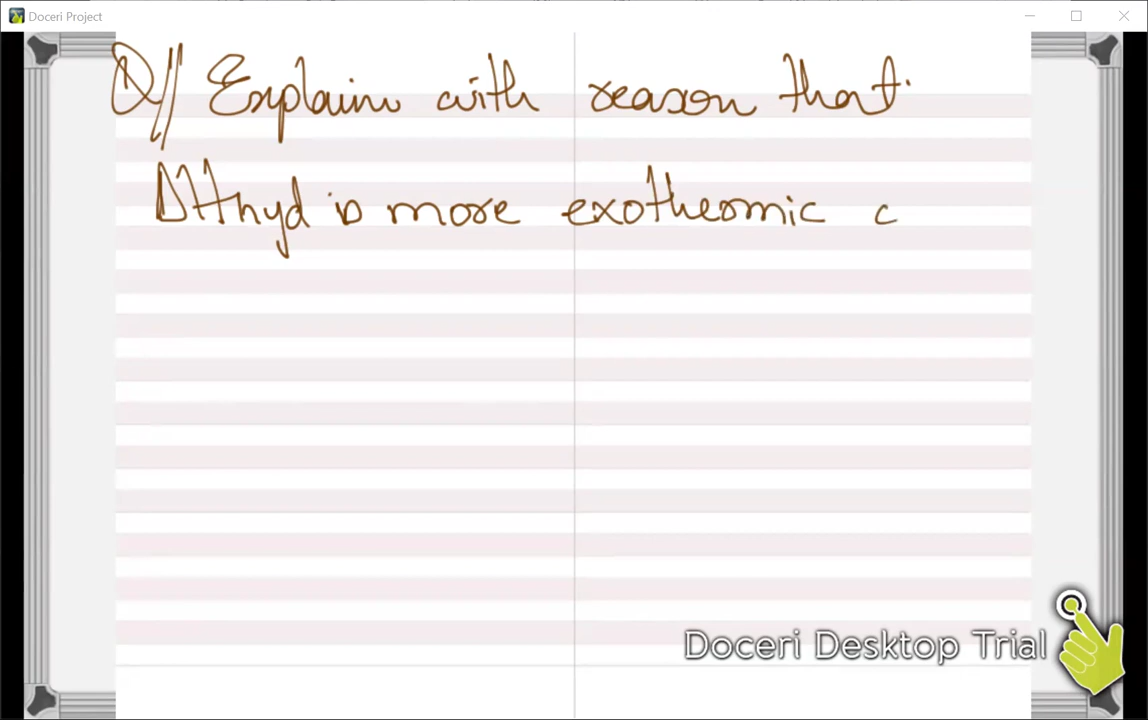 Doceri Project
Q// Explain with reason that
ΔHhyd is more exothermic c
Doceri Desktop Trial